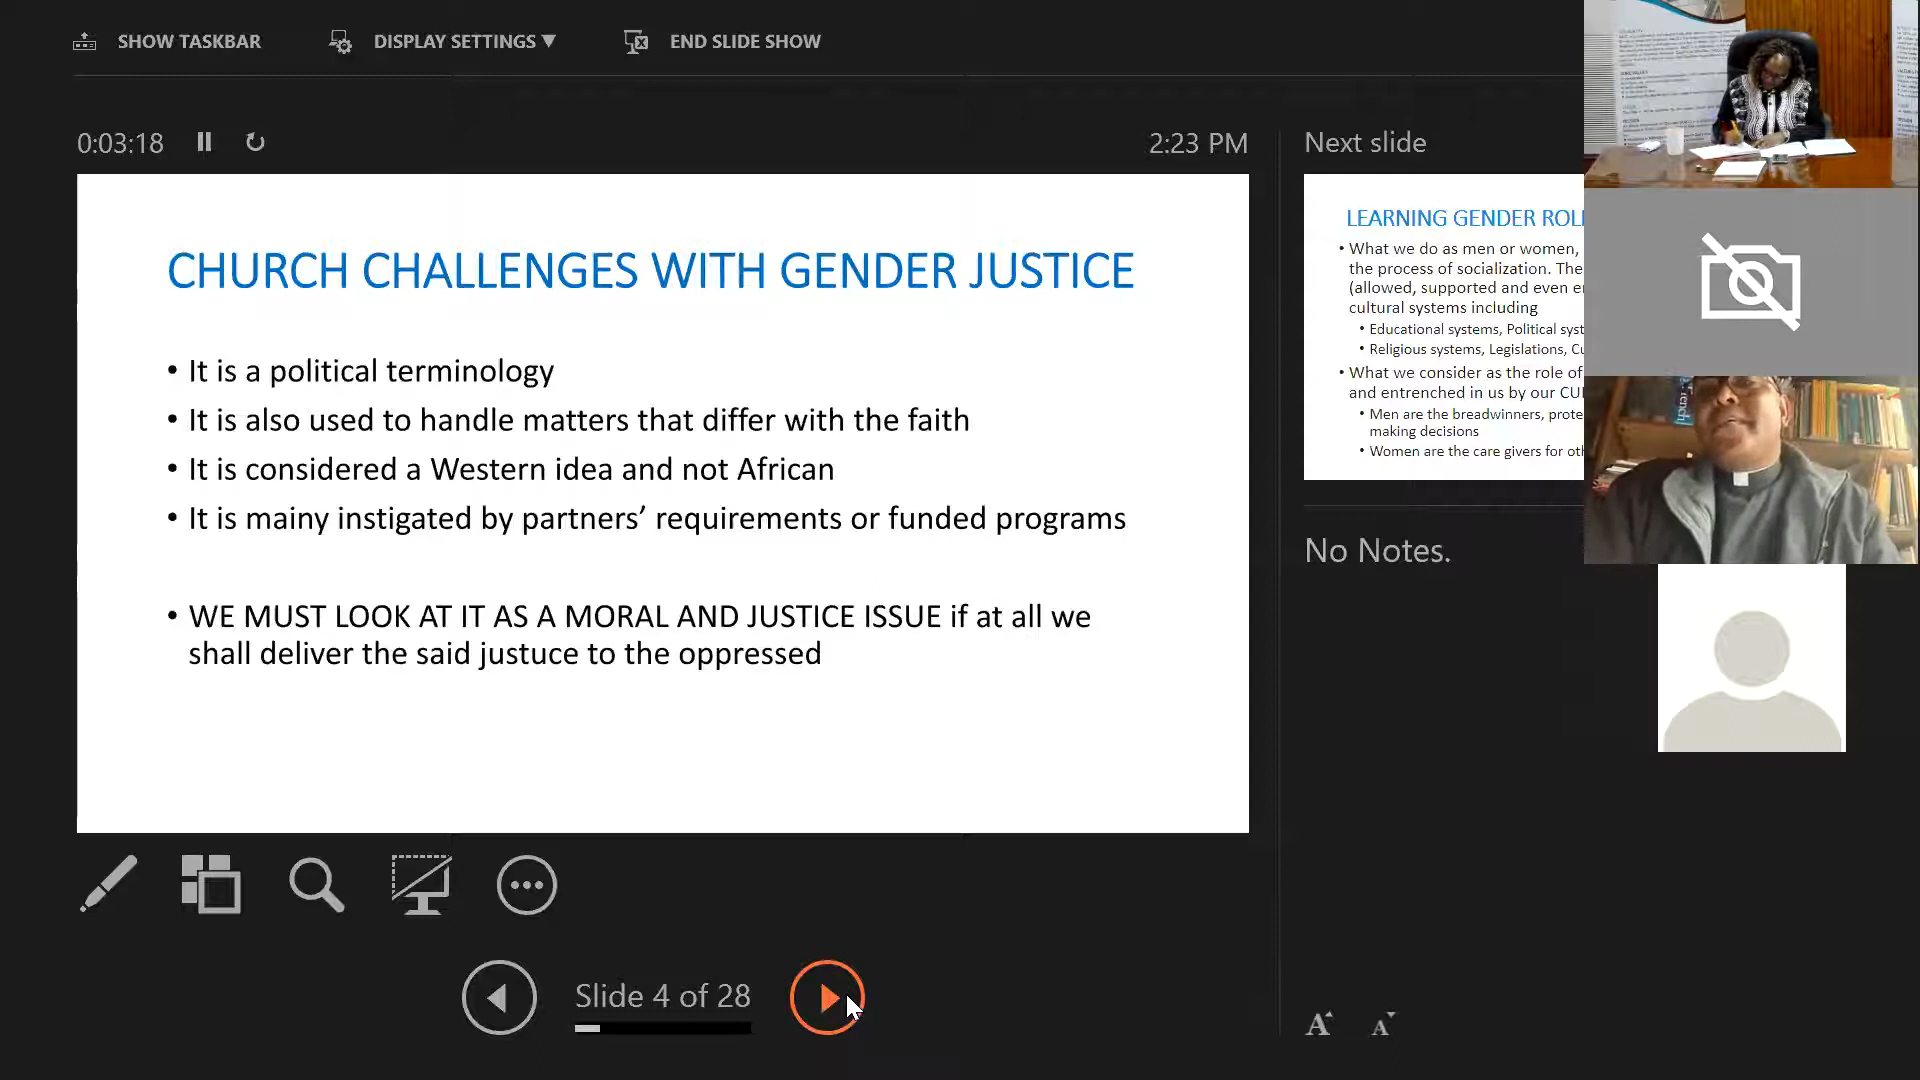 SHOW TASKBAR
DISPLAY SETTINGS ▼
END SLIDE SHOW
0:03:18
2:23 PM
Next slide
CHURCH CHALLENGES WITH GENDER JUSTICE
• It is a political terminology
• It is also used to handle matters that differ with the faith
• It is considered a Western idea and not African
• It is mainy instigated by partners’ requirements or funded programs
• WE MUST LOOK AT IT AS A MORAL AND JUSTICE ISSUE if at all we
shall deliver the said justuce to the oppressed
LEARNING GENDER
• What we do as men or women,
the process of socialization.
(allowed, supported and even
cultural systems including
• Educational systems, Political
• Religious systems, Legislations,
• What we consider as the role of
and entrenched in us by our
• Men are the breadwinners,
making decisions
• Women are the care givers for
No Notes.
Slide 4 of 28
A A